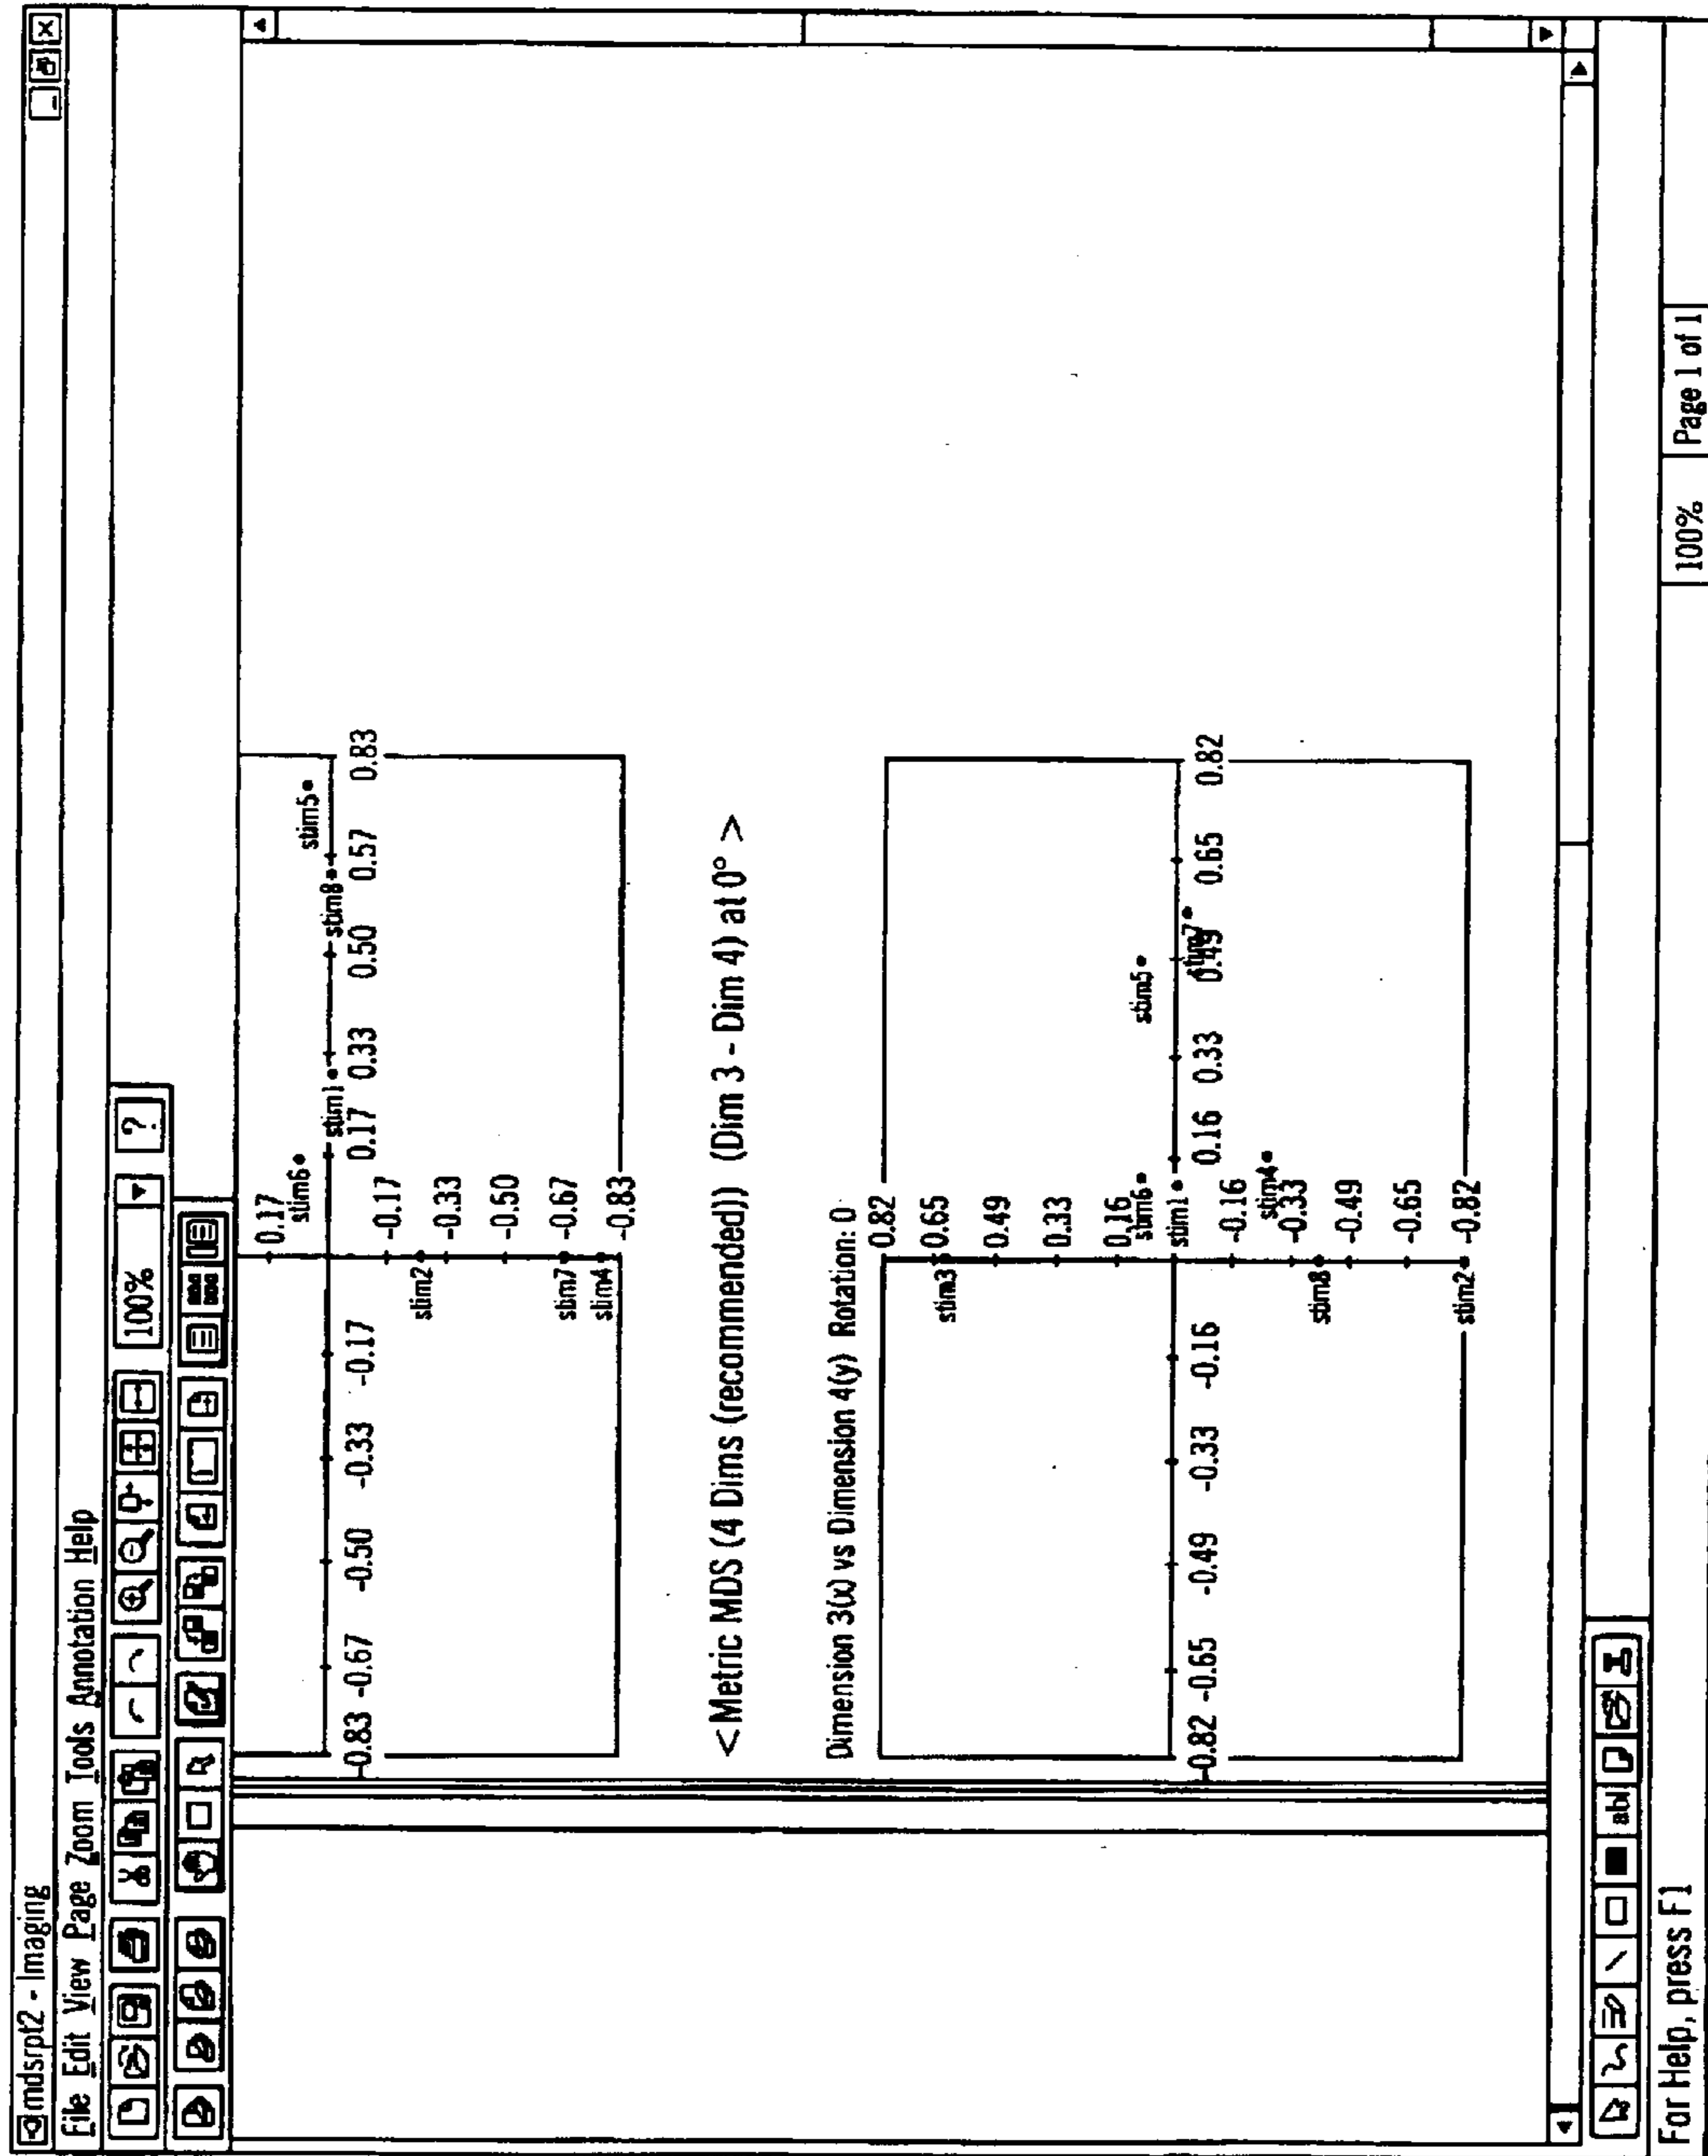 mdsrpt2 - Imaging
File Edit View Page Zoom Tools Annotation Help
100% ?
0.17
stim6
stim5
stim1 stim8
-0.83 -0.67 -0.50 -0.33 -0.17 0.17 0.33 0.50 0.57 0.83
-0.17
stim2
-0.33
-0.50
stim7 -0.67
stim4
-0.83
<Metric MDS (4 Dims (recommended)) (Dim 3 - Dim 4) at 0° >
Dimension 3(x) vs Dimension 4(y) Rotation: 0
0.82
stim3 0.65
0.49
0.33
0.16
stim6 stim5
stim1 stim7
-0.82 -0.65 -0.49 -0.33 -0.16 0.16 0.33 0.49 0.65 0.82
-0.16
stim4
-0.33
stim8
-0.49
-0.65
stim2 -0.82
abl
For Help, press F1
100% Page 1 of 1